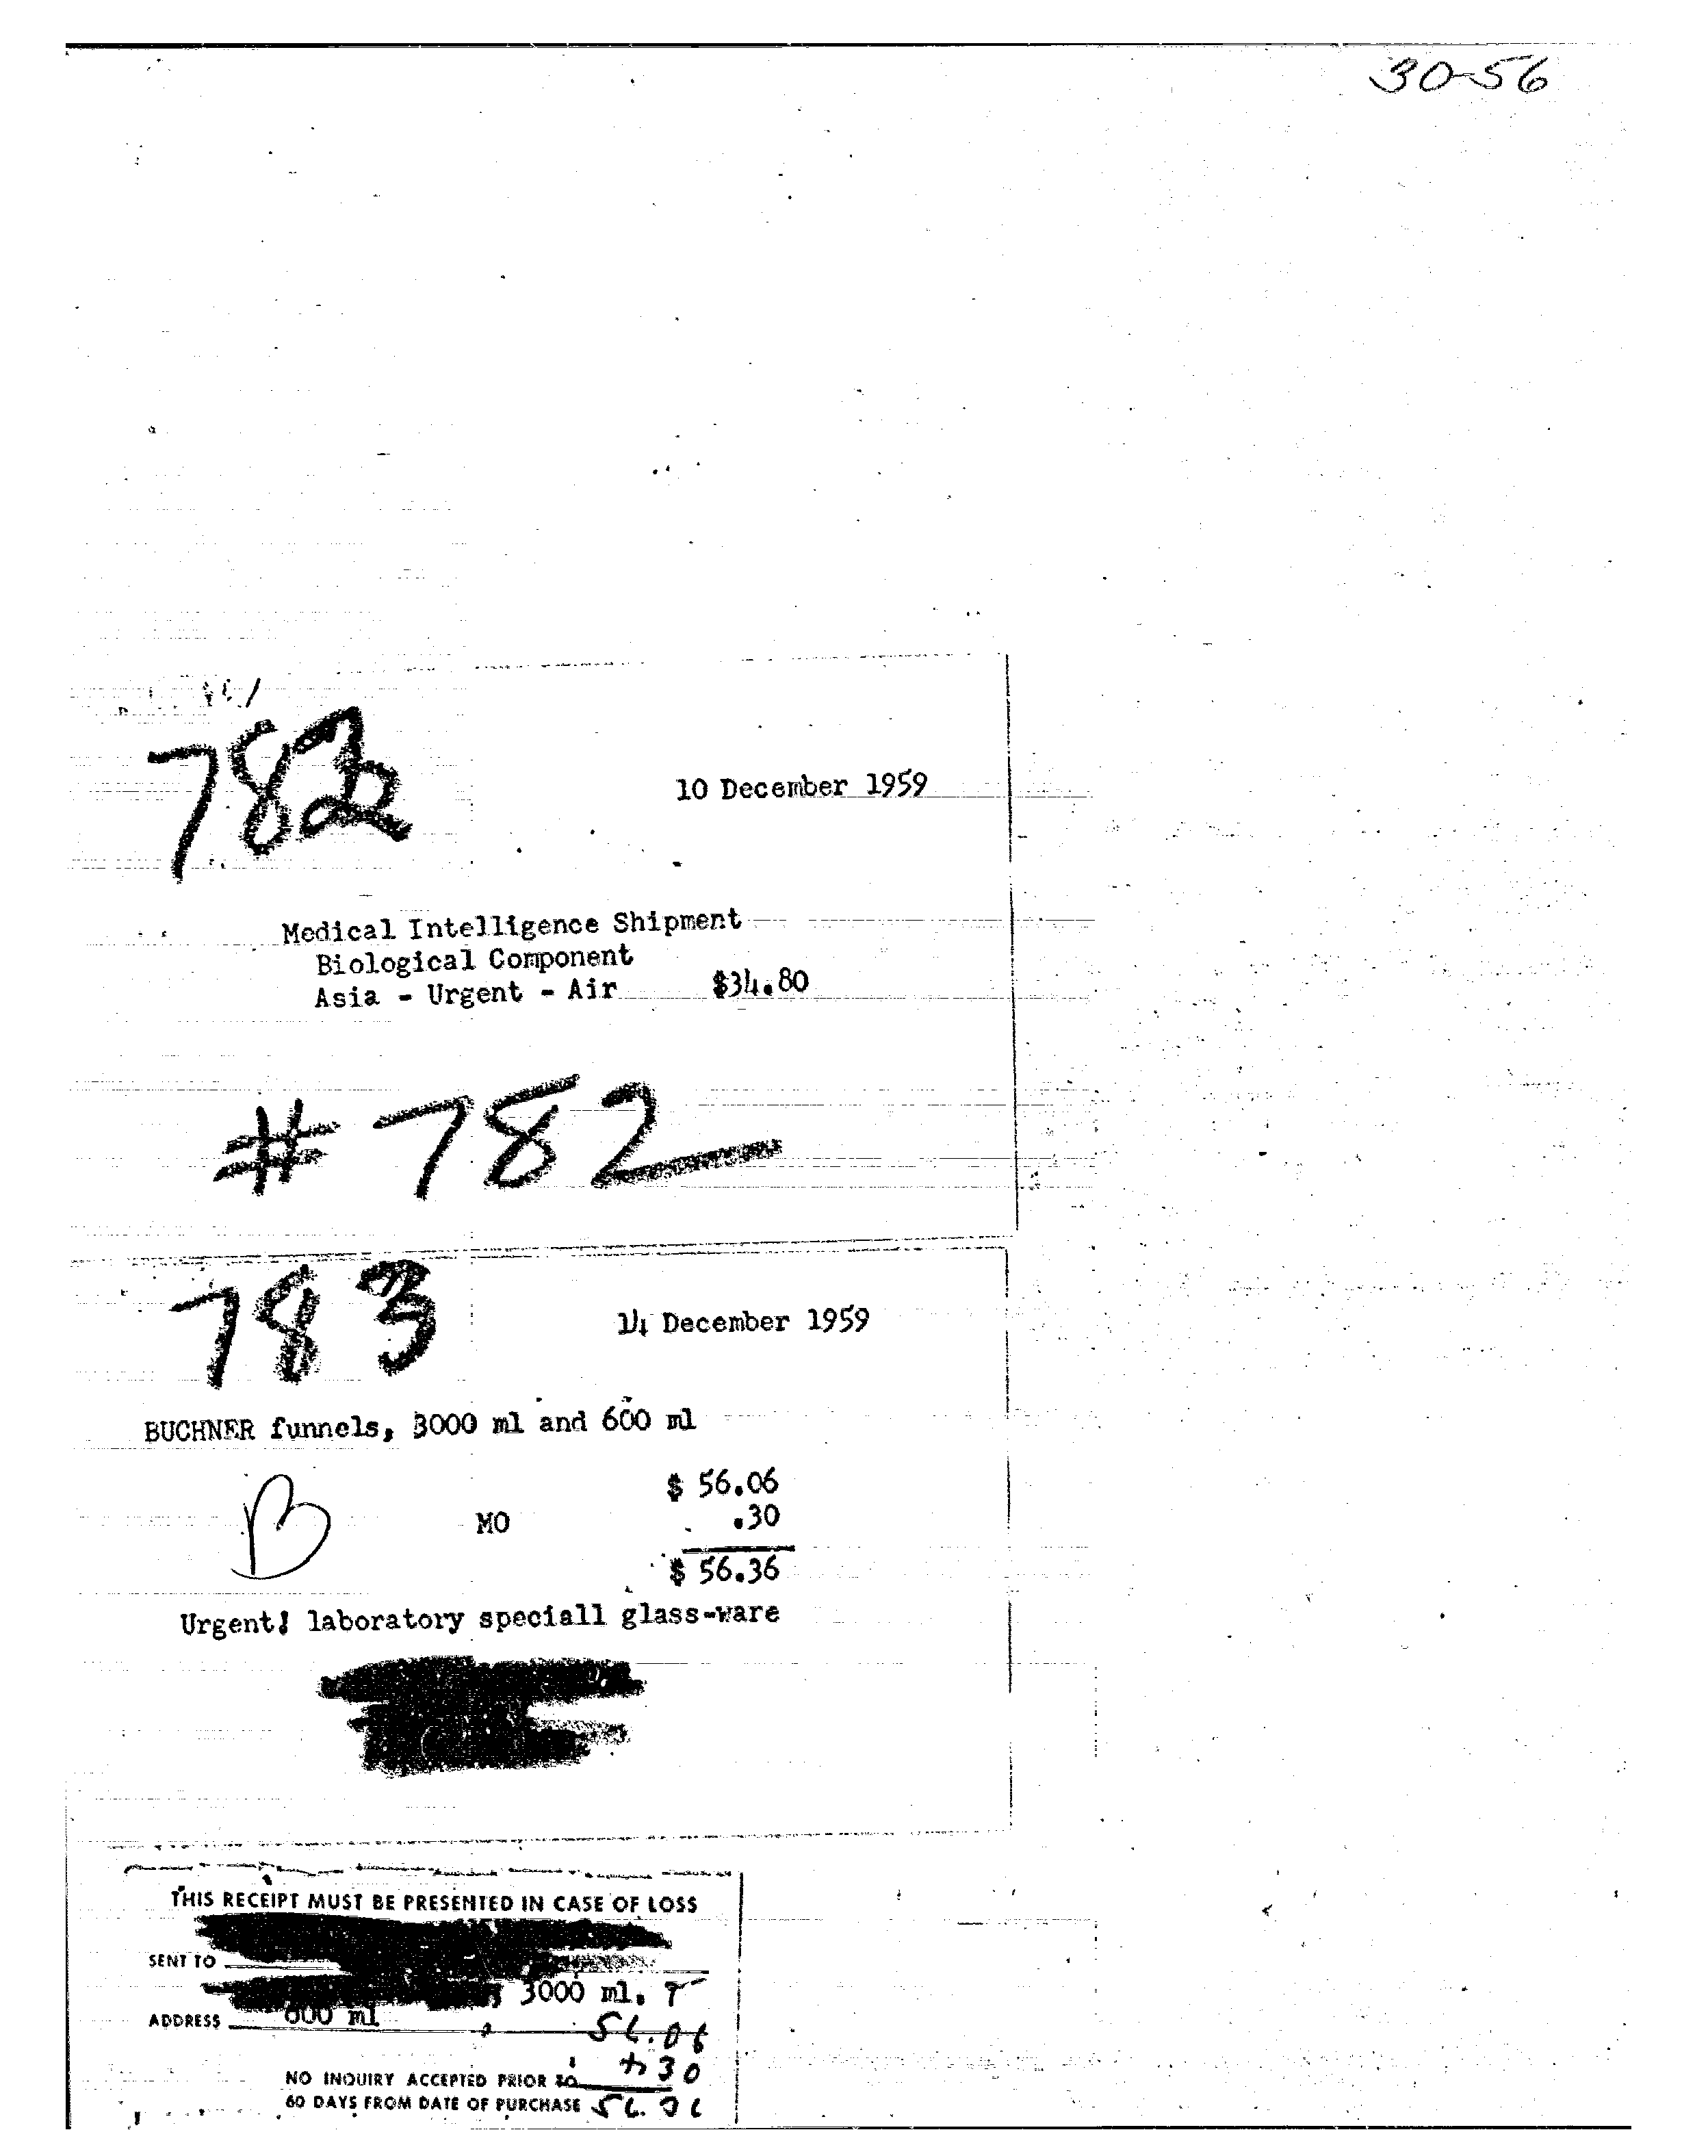 30-56
782
10 December 1959
Medical Intelligence Shipment
Biological Component
Asia - Urgent - Air $34.80
# 782
783
14 December 1959
BUCHNER funnels, 3000 ml and 600 ml
$ 56.06
B MO .30
$ 56.36
Urgent! laboratory speciall glass-ware
THIS RECEIPT MUST BE PRESENTED IN CASE OF LOSS
SENT TO
3000 ml.
ADDRESS 600 ml
56.06
30
NO INQUIRY ACCEPTED PRIOR TO
60 DAYS FROM DATE OF PURCHASE 56.36